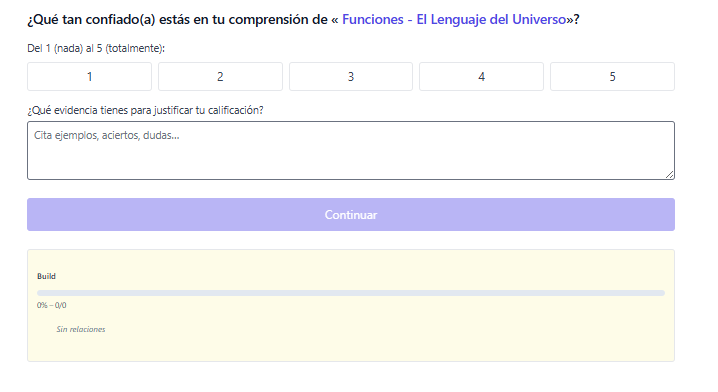 ¿Qué tan confiado(a) estás en tu comprensión de « Funciones - El Lenguaje del Universo»?
Del 1 (nada) al 5 (totalmente):
1 2 3 4 5
¿Qué evidencia tienes para justificar tu calificación?
Cita ejemplos, aciertos, dudas...
Continuar
Build
0% – 0/0
Sin relaciones